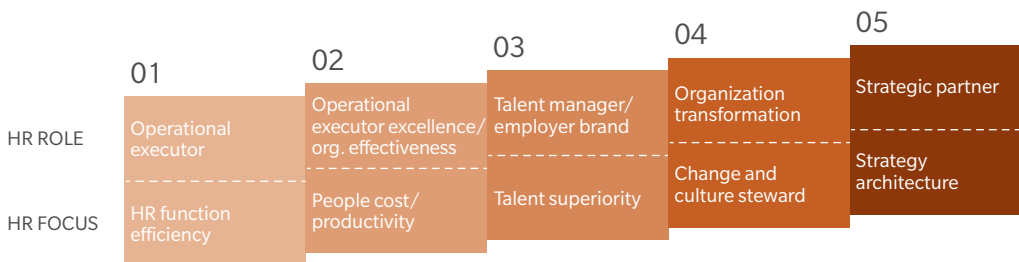 01
02
03
04
05
HR ROLE
Operational
executor
Operational
executor excellence/
org. effectiveness
Talent manager/
employer brand
Organization
transformation
Strategic partner
HR FOCUS
HR function
efficiency
People cost/
productivity
Talent superiority
Change and
culture steward
Strategy
architecture